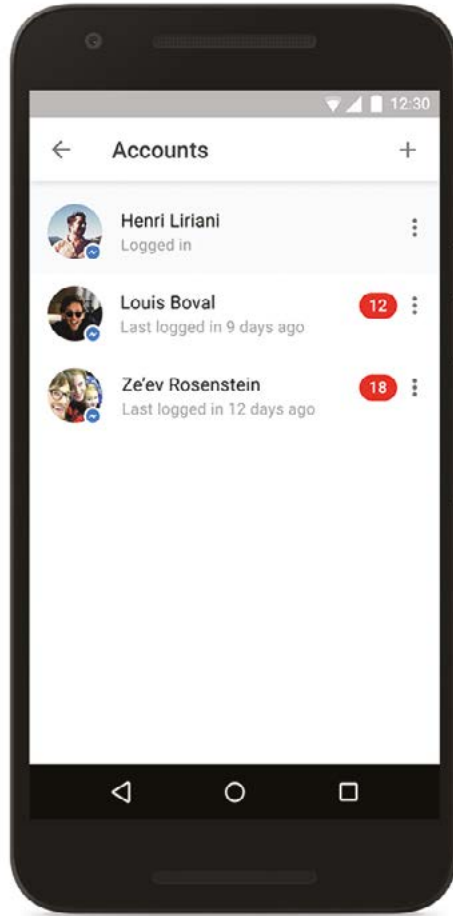 12:30
Accounts
Henri Liriani
Logged in
Louis Boval
12
Last logged in 9 days ago
Ze'ev Rosenstein
18
Last logged in 12 days ago